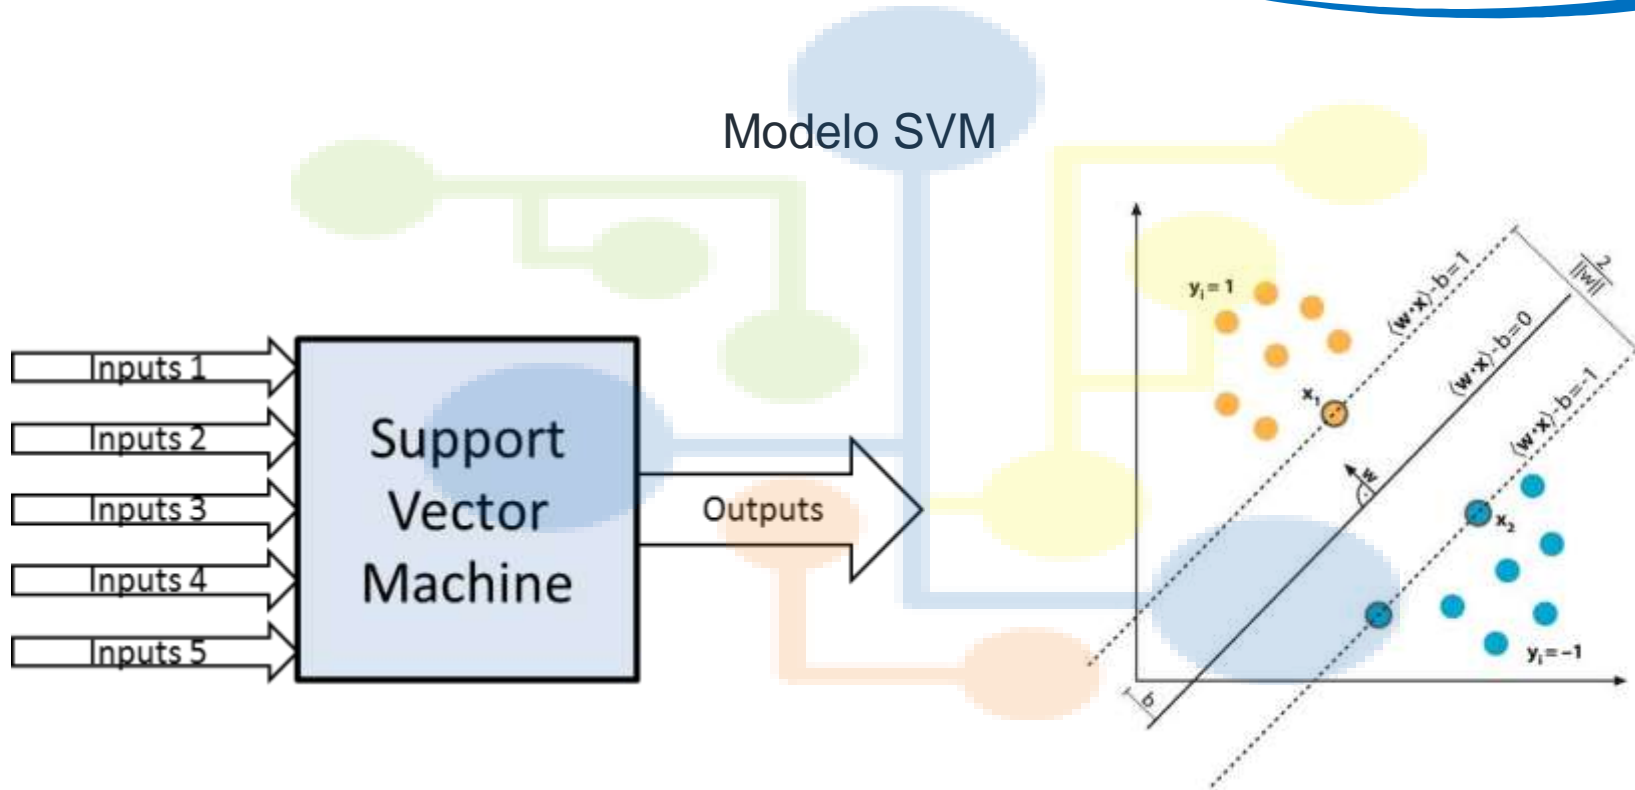 Modelo SVM
Inputs 1
Inputs 2
Inputs 3
Inputs 4
Inputs 5
Support
Vector
Machine
Outputs
yᵢ = 1
x₁
⟨w·x⟩-b=1
2
||w||
⟨w·x⟩-b=0
⟨w·x⟩-b=-1
w
x₂
yᵢ = -1
b